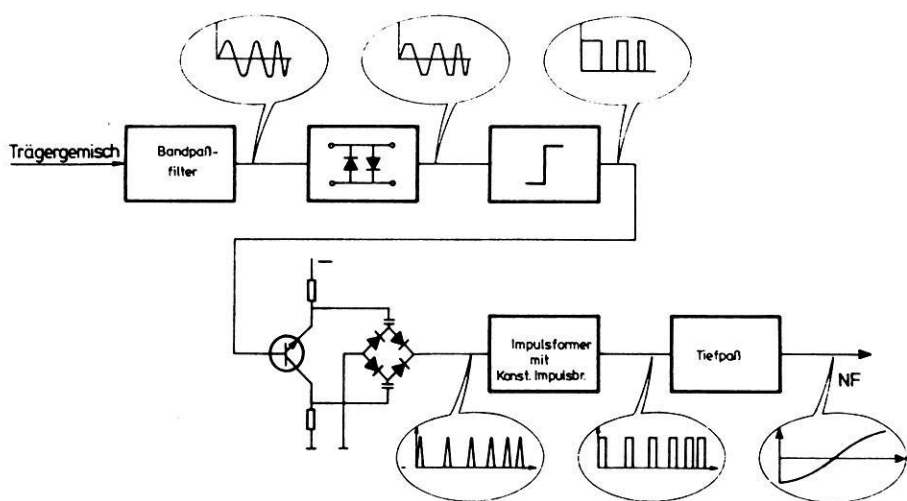 Trägergemisch
Bandpaß-
filter
Impulsformer
mit
Konst. Impulsbr.
Tiefpaß
NF